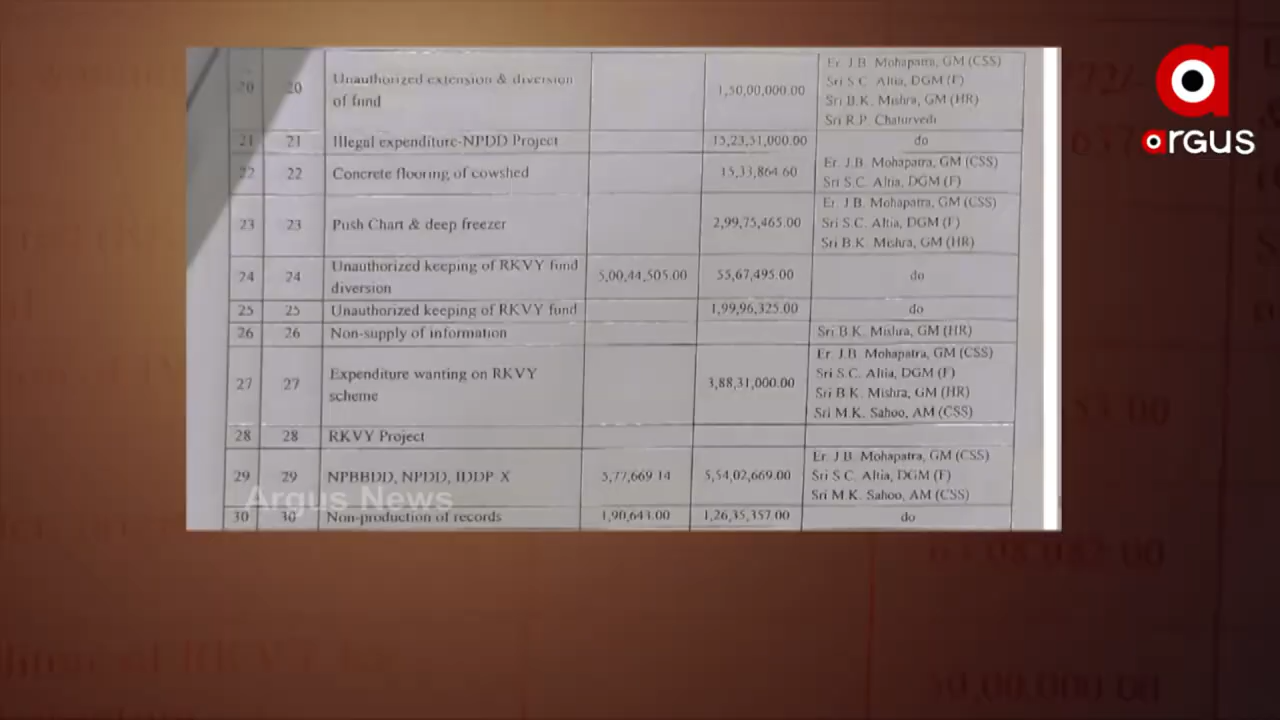 20 20 Unauthorized extension & diversion of fund 1,50,00,000.00 Er. J.B. Mohapatra, GM (CSS)
Sri S.C. Altia, DGM (F)
Sri B.K. Mishra, GM (HR)
Sri R.P. Chaturvedi
21 21 Illegal expenditure-NPDD Project 15,23,51,000.00 do
22 22 Concrete flooring of cowshed 15,33,864.60 Er. J.B. Mohapatra, GM (CSS)
Sri S.C. Altia, DGM (F)
23 23 Push Chart & deep freezer 2,99,75,465.00 Er. J.B. Mohapatra, GM (CSS)
Sri S.C. Altia, DGM (F)
Sri B.K. Mishra, GM (HR)
24 24 Unauthorized keeping of RKVY fund diversion 5,00,44,505.00 55,67,495.00 do
25 25 Unauthorized keeping of RKVY fund 1,99,96,325.00 do
26 26 Non-supply of information Sri B.K. Mishra, GM (HR)
27 27 Expenditure wanting on RKVY scheme 3,88,31,000.00 Er. J.B. Mohapatra, GM (CSS)
Sri S.C. Altia, DGM (F)
Sri B.K. Mishra, GM (HR)
Sri M.K. Sahoo, AM (CSS)
28 28 RKVY Project
29 29 NPBBDD, NPDD, IDDP-X 5,77,669.14 5,54,02,669.00 Er. J.B. Mohapatra, GM (CSS)
Sri S.C. Altia, DGM (F)
Sri M.K. Sahoo, AM (CSS)
30 30 Non-production of records 1,90,643.00 1,26,35,357.00 do
Argus News
argus